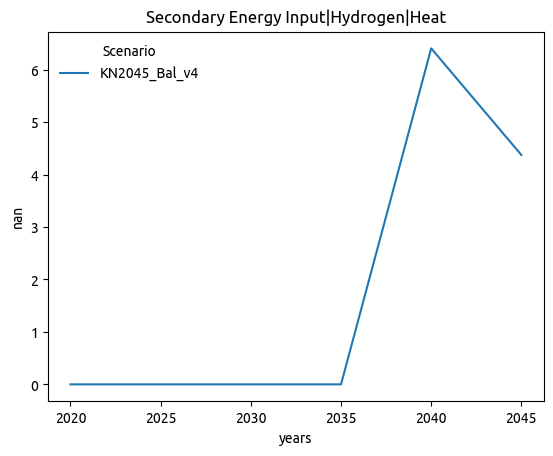 Secondary Energy Input|Hydrogen|Heat
Scenario
KN2045_Bal_v4
6
5
4
3
2
1
0
nan
2020 2025 2030 2035 2040 2045
years